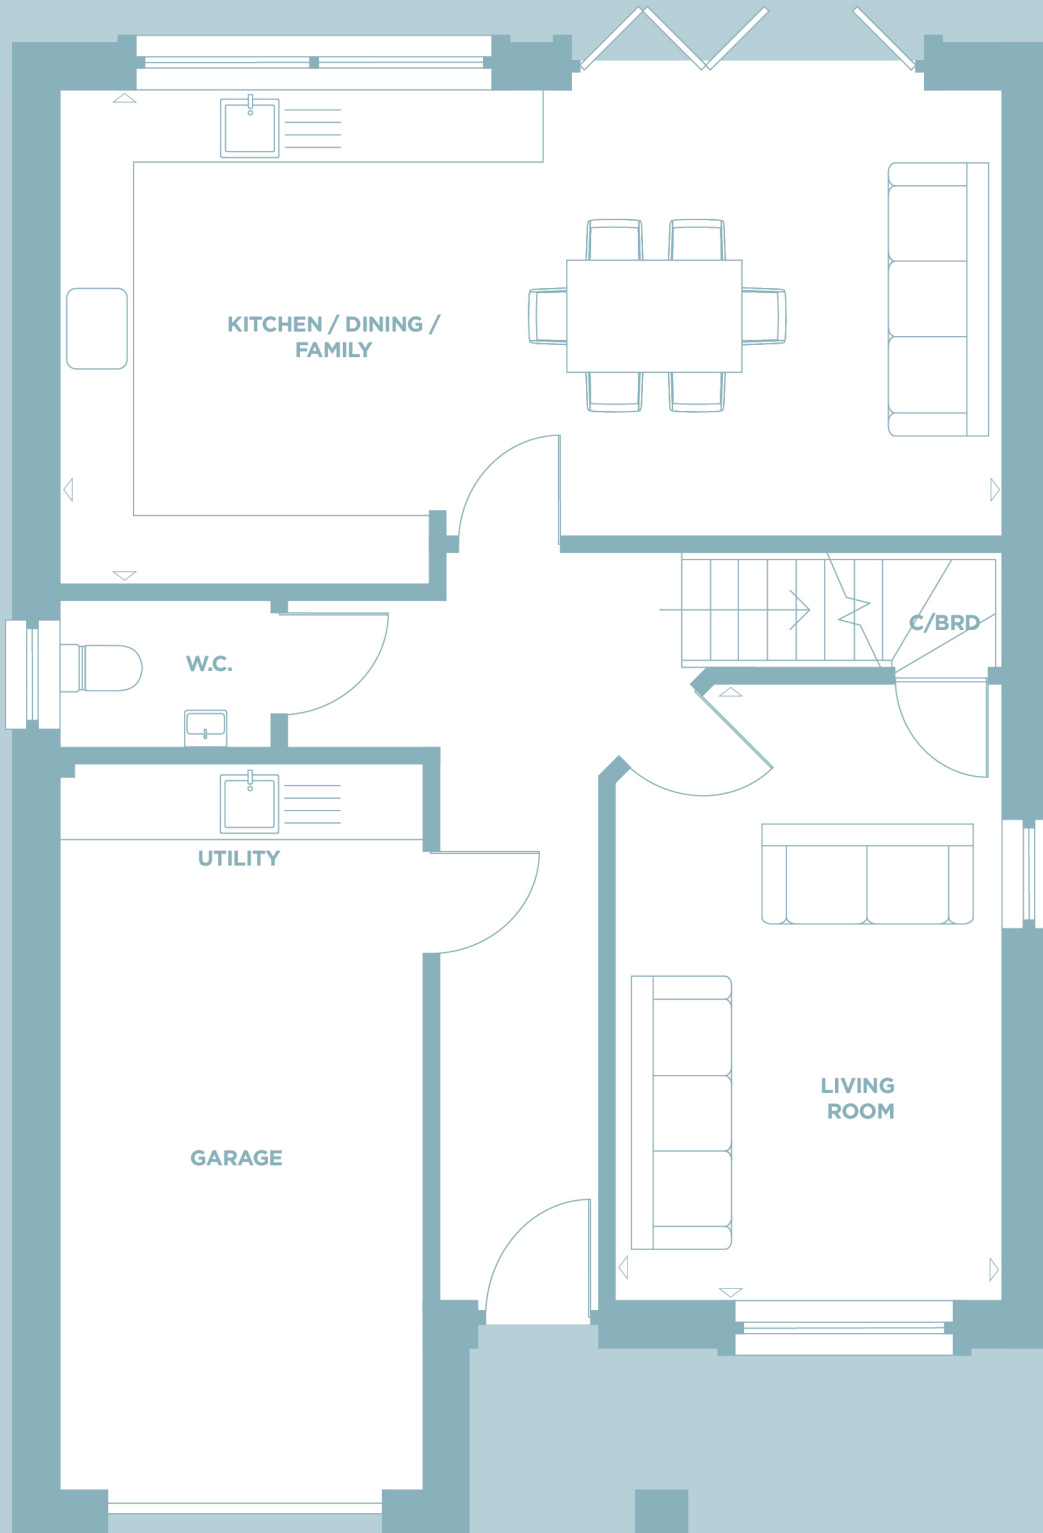 KITCHEN / DINING /
FAMILY
C/BRD
W.C.
UTILITY
LIVING
ROOM
GARAGE